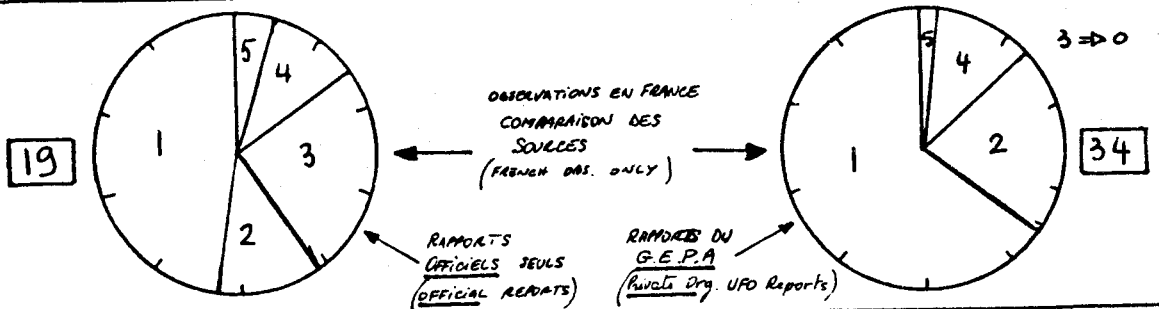 5
4
1
3
2
19
OBSERVATIONS EN FRANCE
COMPARAISON DES
SOURCES
(FRENCH OBS. ONLY)
RAPPORTS
OFFICIELS SEULS
(OFFICIAL REPORTS)
RAPPORTS DU
G.E.P.A
(Private Org. UFO Reports)
5
4
3 ⇒ 0
1
2
34